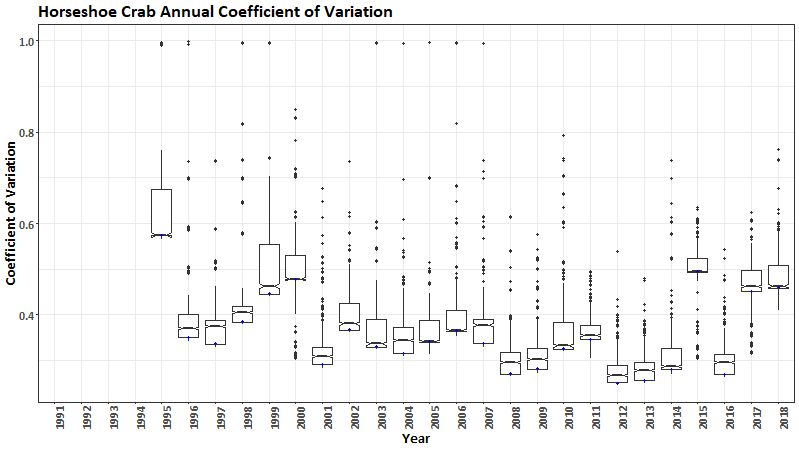 Horseshoe Crab Annual Coefficient of Variation
1.0
0.8
0.6
0.4
Coefficient of Variation
1991 1992 1993 1994 1995 1996 1997 1998 1999 2000 2001 2002 2003 2004 2005 2006 2007 2008 2009 2010 2011 2012 2013 2014 2015 2016 2017 2018
Year